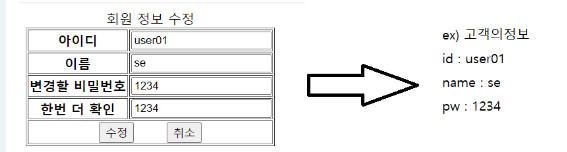 회원 정보 수정
아이디 user01
이름 se
변경할 비밀번호 1234
한번 더 확인 1234
수정 취소
ex) 고객의정보
id : user01
name : se
pw : 1234